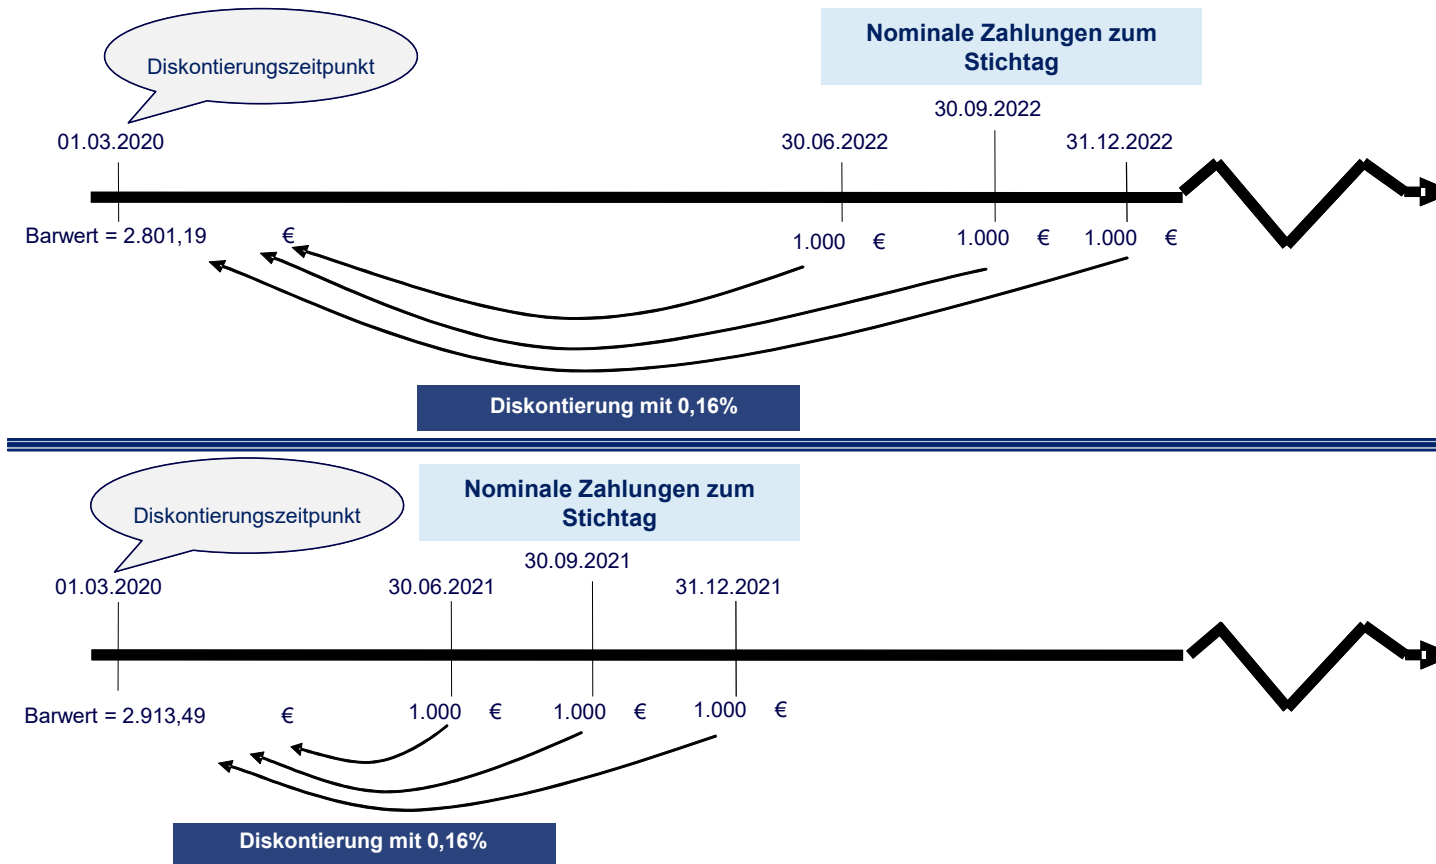 Diskontierungszeitpunkt
Nominale Zahlungen zum
Stichtag
01.03.2020
30.06.2022
30.09.2022
31.12.2022
Barwert = 2.801,19 €
1.000 €
1.000 €
1.000 €
Diskontierung mit 0,16%
Diskontierungszeitpunkt
Nominale Zahlungen zum
Stichtag
01.03.2020
30.06.2021
30.09.2021
31.12.2021
Barwert = 2.913,49 €
1.000 €
1.000 €
1.000 €
Diskontierung mit 0,16%